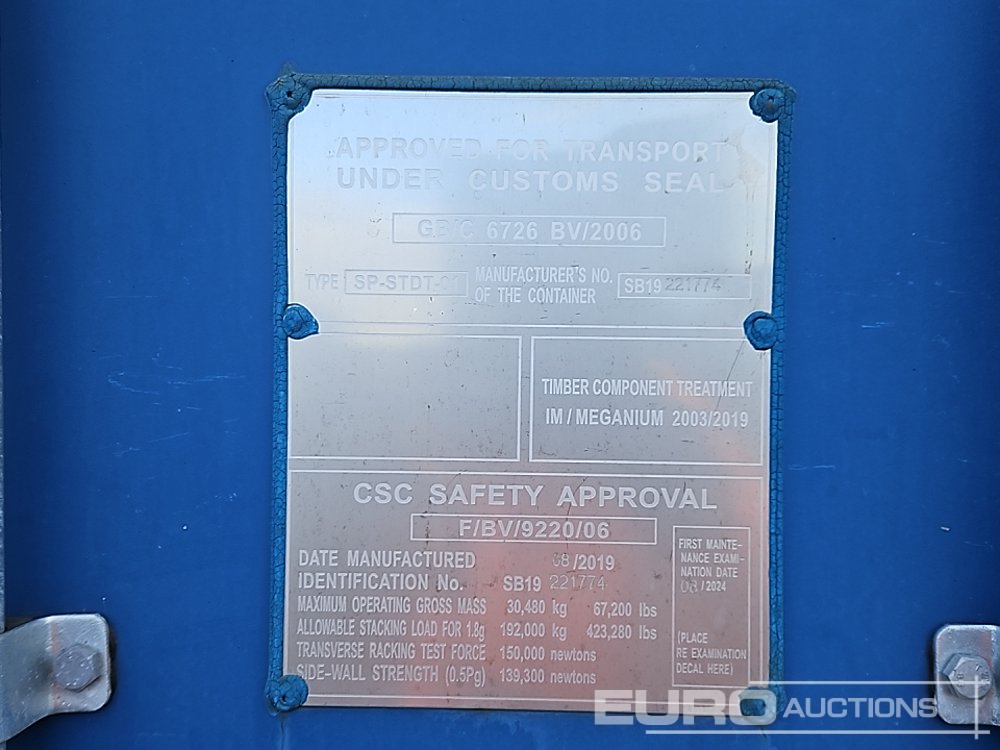 APPROVED FOR TRANSPORT
UNDER CUSTOMS SEAL
GB/C 6726 BV/2006
TYPE SP-STDT-01 MANUFACTURER'S NO. OF THE CONTAINER SB19 221774
TIMBER COMPONENT TREATMENT
IM / MEGANIUM 2003/2019
CSC SAFETY APPROVAL
F/BV/9220/06
DATE MANUFACTURED 08/2019
IDENTIFICATION No. SB19 221774
MAXIMUM OPERATING GROSS MASS 30,480 kg 67,200 lbs
ALLOWABLE STACKING LOAD FOR 1.8g 192,000 kg 423,280 lbs
TRANSVERSE RACKING TEST FORCE 150,000 newtons
SIDE-WALL STRENGTH (0.5Pg) 139,300 newtons
FIRST MAINTE-
NANCE EXAMI-
NATION DATE
08/2024
(PLACE
RE EXAMINATION
DECAL HERE)
EURO AUCTIONS